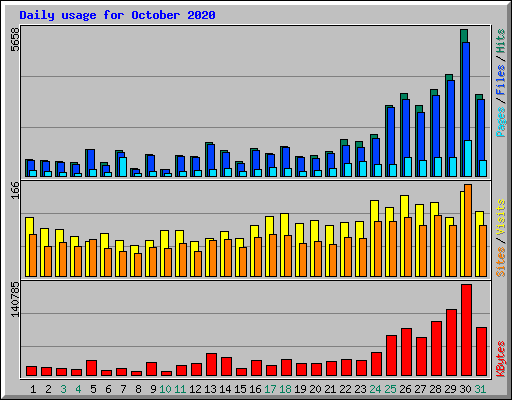 Daily usage for October 2020
5658
166
140785
Pages / Files / Hits
Sites / Visits
KBytes
1 2 3 4 5 6 7 8 9 10 11 12 13 14 15 16 17 18 19 20 21 22 23 24 25 26 27 28 29 30 31